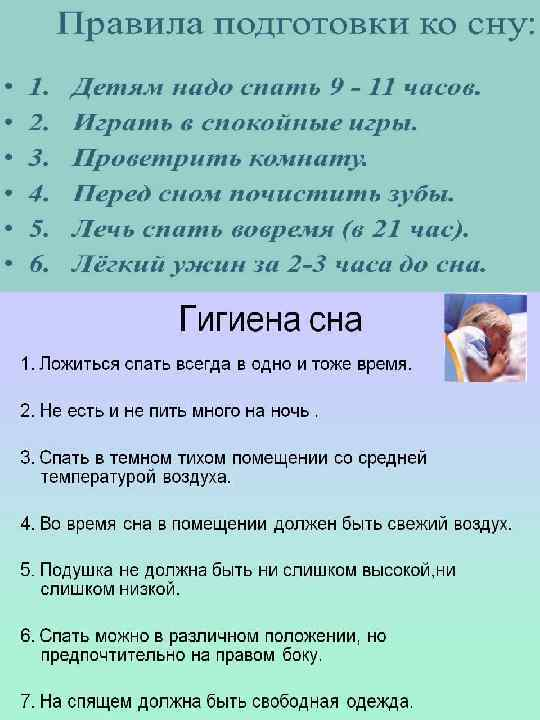 Правила подготовки ко сну:
• 1. Детям надо спать 9 - 11 часов.
• 2. Играть в спокойные игры.
• 3. Проветрить комнату.
• 4. Перед сном почистить зубы.
• 5. Лечь спать вовремя (в 21 час).
• 6. Лёгкий ужин за 2-3 часа до сна.
Гигиена сна
1. Ложиться спать всегда в одно и тоже время.
2. Не есть и не пить много на ночь .
3. Спать в темном тихом помещении со средней
температурой воздуха.
4. Во время сна в помещении должен быть свежий воздух.
5. Подушка не должна быть ни слишком высокой,ни
слишком низкой.
6. Спать можно в различном положении, но
предпочтительно на правом боку.
7. На спящем должна быть свободная одежда.